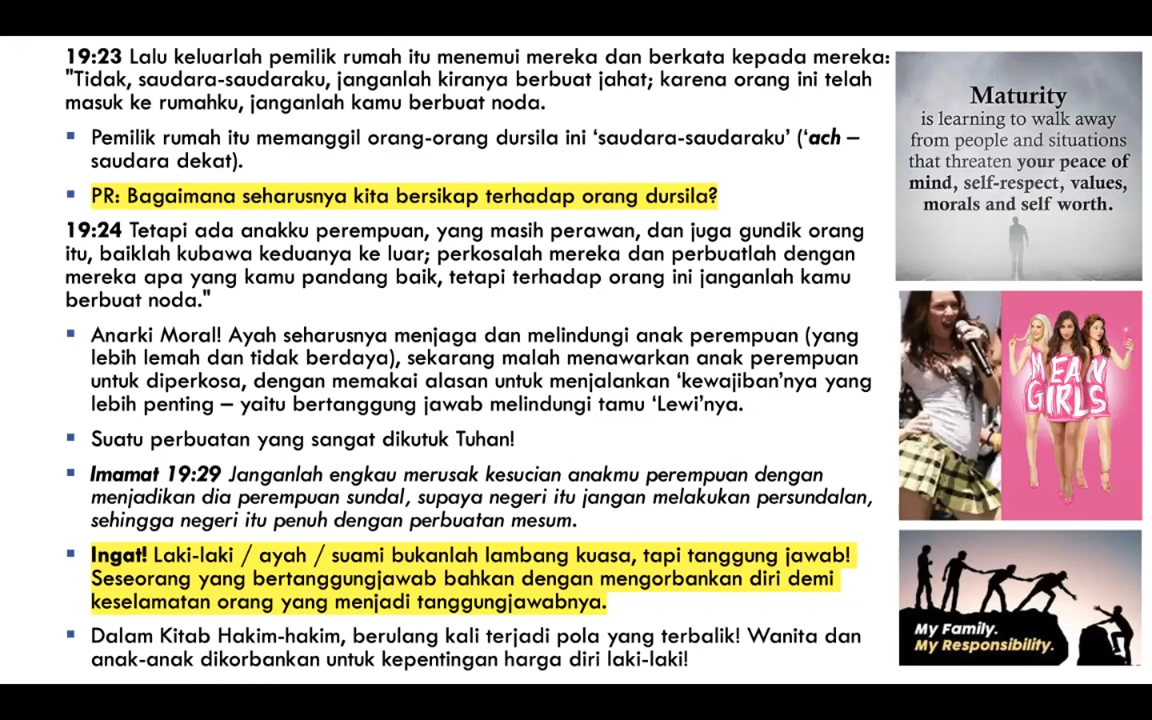 19:23 Lalu keluarlah pemilik rumah itu menemui mereka dan berkata kepada mereka:
"Tidak, saudara-saudaraku, janganlah kiranya berbuat jahat; karena orang ini telah
masuk ke rumahku, janganlah kamu berbuat noda.
▪ Pemilik rumah itu memanggil orang-orang dursila ini ‘saudara-saudaraku’ (‘ach –
saudara dekat).
▪ PR: Bagaimana seharusnya kita bersikap terhadap orang dursila?
19:24 Tetapi ada anakku perempuan, yang masih perawan, dan juga gundik orang
itu, baiklah kubawa keduanya ke luar; perkosalah mereka dan perbuatlah dengan
mereka apa yang kamu pandang baik, tetapi terhadap orang ini janganlah kamu
berbuat noda."
▪ Anarki Moral! Ayah seharusnya menjaga dan melindungi anak perempuan (yang
lebih lemah dan tidak berdaya), sekarang malah menawarkan anak perempuan
untuk diperkosa, dengan memakai alasan untuk menjalankan ‘kewajiban’nya yang
lebih penting – yaitu bertanggung jawab melindungi tamu ‘Lewi’nya.
▪ Suatu perbuatan yang sangat dikutuk Tuhan!
▪ Imamat 19:29 Janganlah engkau merusak kesucian anakmu perempuan dengan
menjadikan dia perempuan sundal, supaya negeri itu jangan melakukan persundalan,
sehingga negeri itu penuh dengan perbuatan mesum.
▪ Ingat! Laki-laki / ayah / suami bukanlah lambang kuasa, tapi tanggung jawab!
Seseorang yang bertanggungjawab bahkan dengan mengorbankan diri demi
keselamatan orang yang menjadi tanggungjawabnya.
▪ Dalam Kitab Hakim-hakim, berulang kali terjadi pola yang terbalik! Wanita dan
anak-anak dikorbankan untuk kepentingan harga diri laki-laki!
Maturity
is learning to walk away
from people and situations
that threaten your peace of
mind, self-respect, values,
morals and self worth.
MEAN
GIRLS
My Family.
My Responsibility.